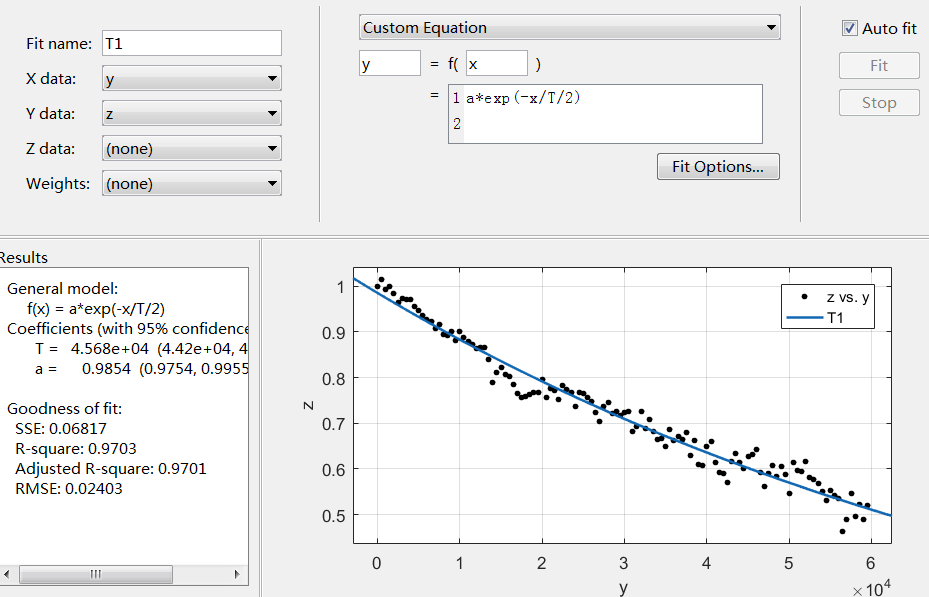 Fit name: T1
X data: y
Y data: z
Z data: (none)
Weights: (none)
Custom Equation
y = f( x )
= 1 a*exp(-x/T/2)
2
Fit Options...
Auto fit
Fit
Stop
Results
General model:
f(x) = a*exp(-x/T/2)
Coefficients (with 95% confidence
T = 4.568e+04 (4.42e+04, 4
a = 0.9854 (0.9754, 0.9955
Goodness of fit:
SSE: 0.06817
R-square: 0.9703
Adjusted R-square: 0.9701
RMSE: 0.02403
z vs. y
T1
1
0.9
0.8
0.7
0.6
0.5
z
0 1 2 3 4 5 6
y
×10^4